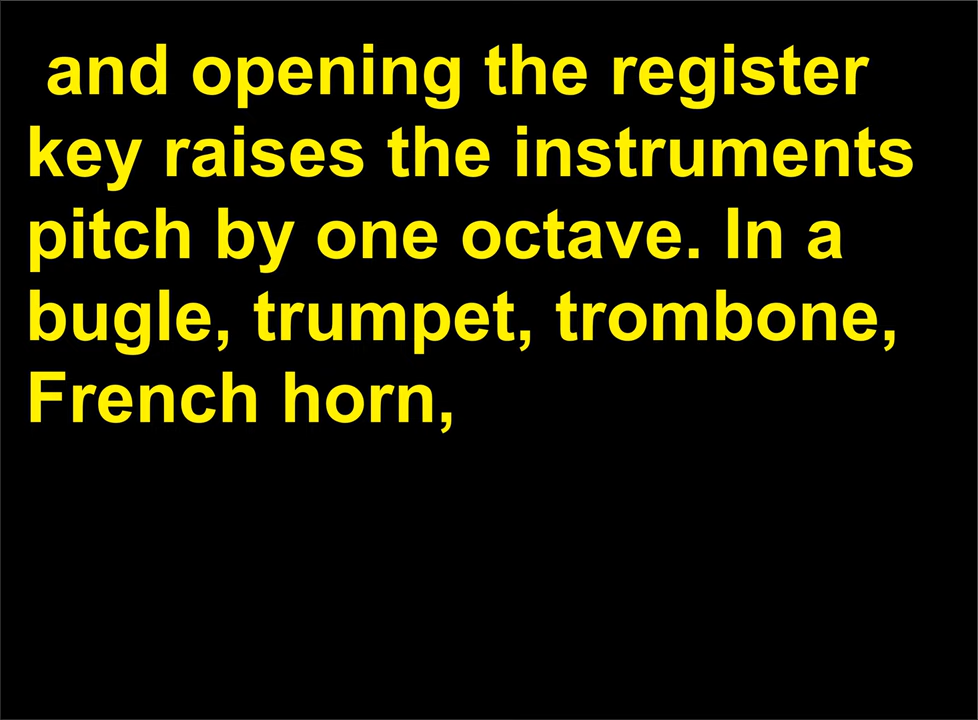 and opening the register
key raises the instruments
pitch by one octave. In a
bugle, trumpet, trombone,
French horn,